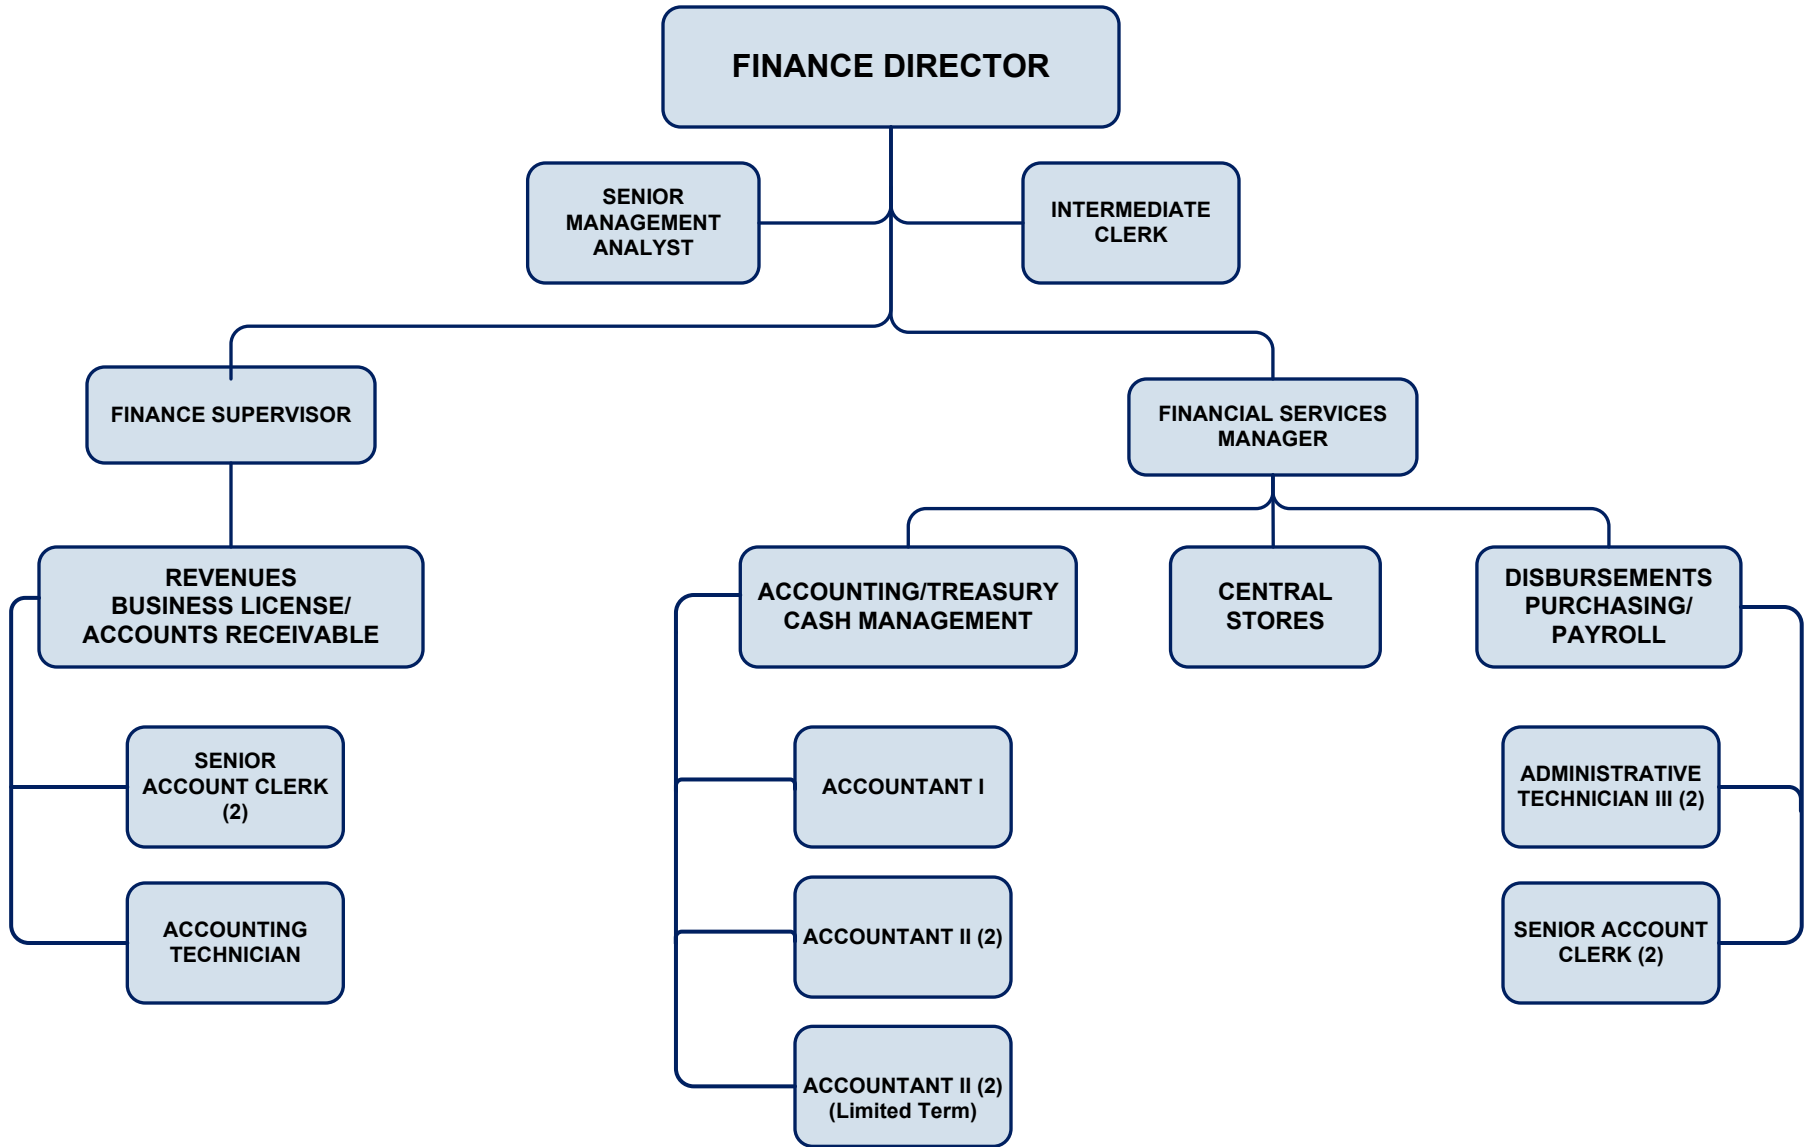 FINANCE DIRECTOR
SENIOR
MANAGEMENT
ANALYST
INTERMEDIATE
CLERK
FINANCE SUPERVISOR
FINANCIAL SERVICES
MANAGER
REVENUES
BUSINESS LICENSE/
ACCOUNTS RECEIVABLE
ACCOUNTING/TREASURY
CASH MANAGEMENT
CENTRAL
STORES
DISBURSEMENTS
PURCHASING/
PAYROLL
SENIOR
ACCOUNT CLERK
(2)
ACCOUNTANT I
ADMINISTRATIVE
TECHNICIAN III (2)
ACCOUNTING
TECHNICIAN
ACCOUNTANT II (2)
SENIOR ACCOUNT
CLERK (2)
ACCOUNTANT II (2)
(Limited Term)